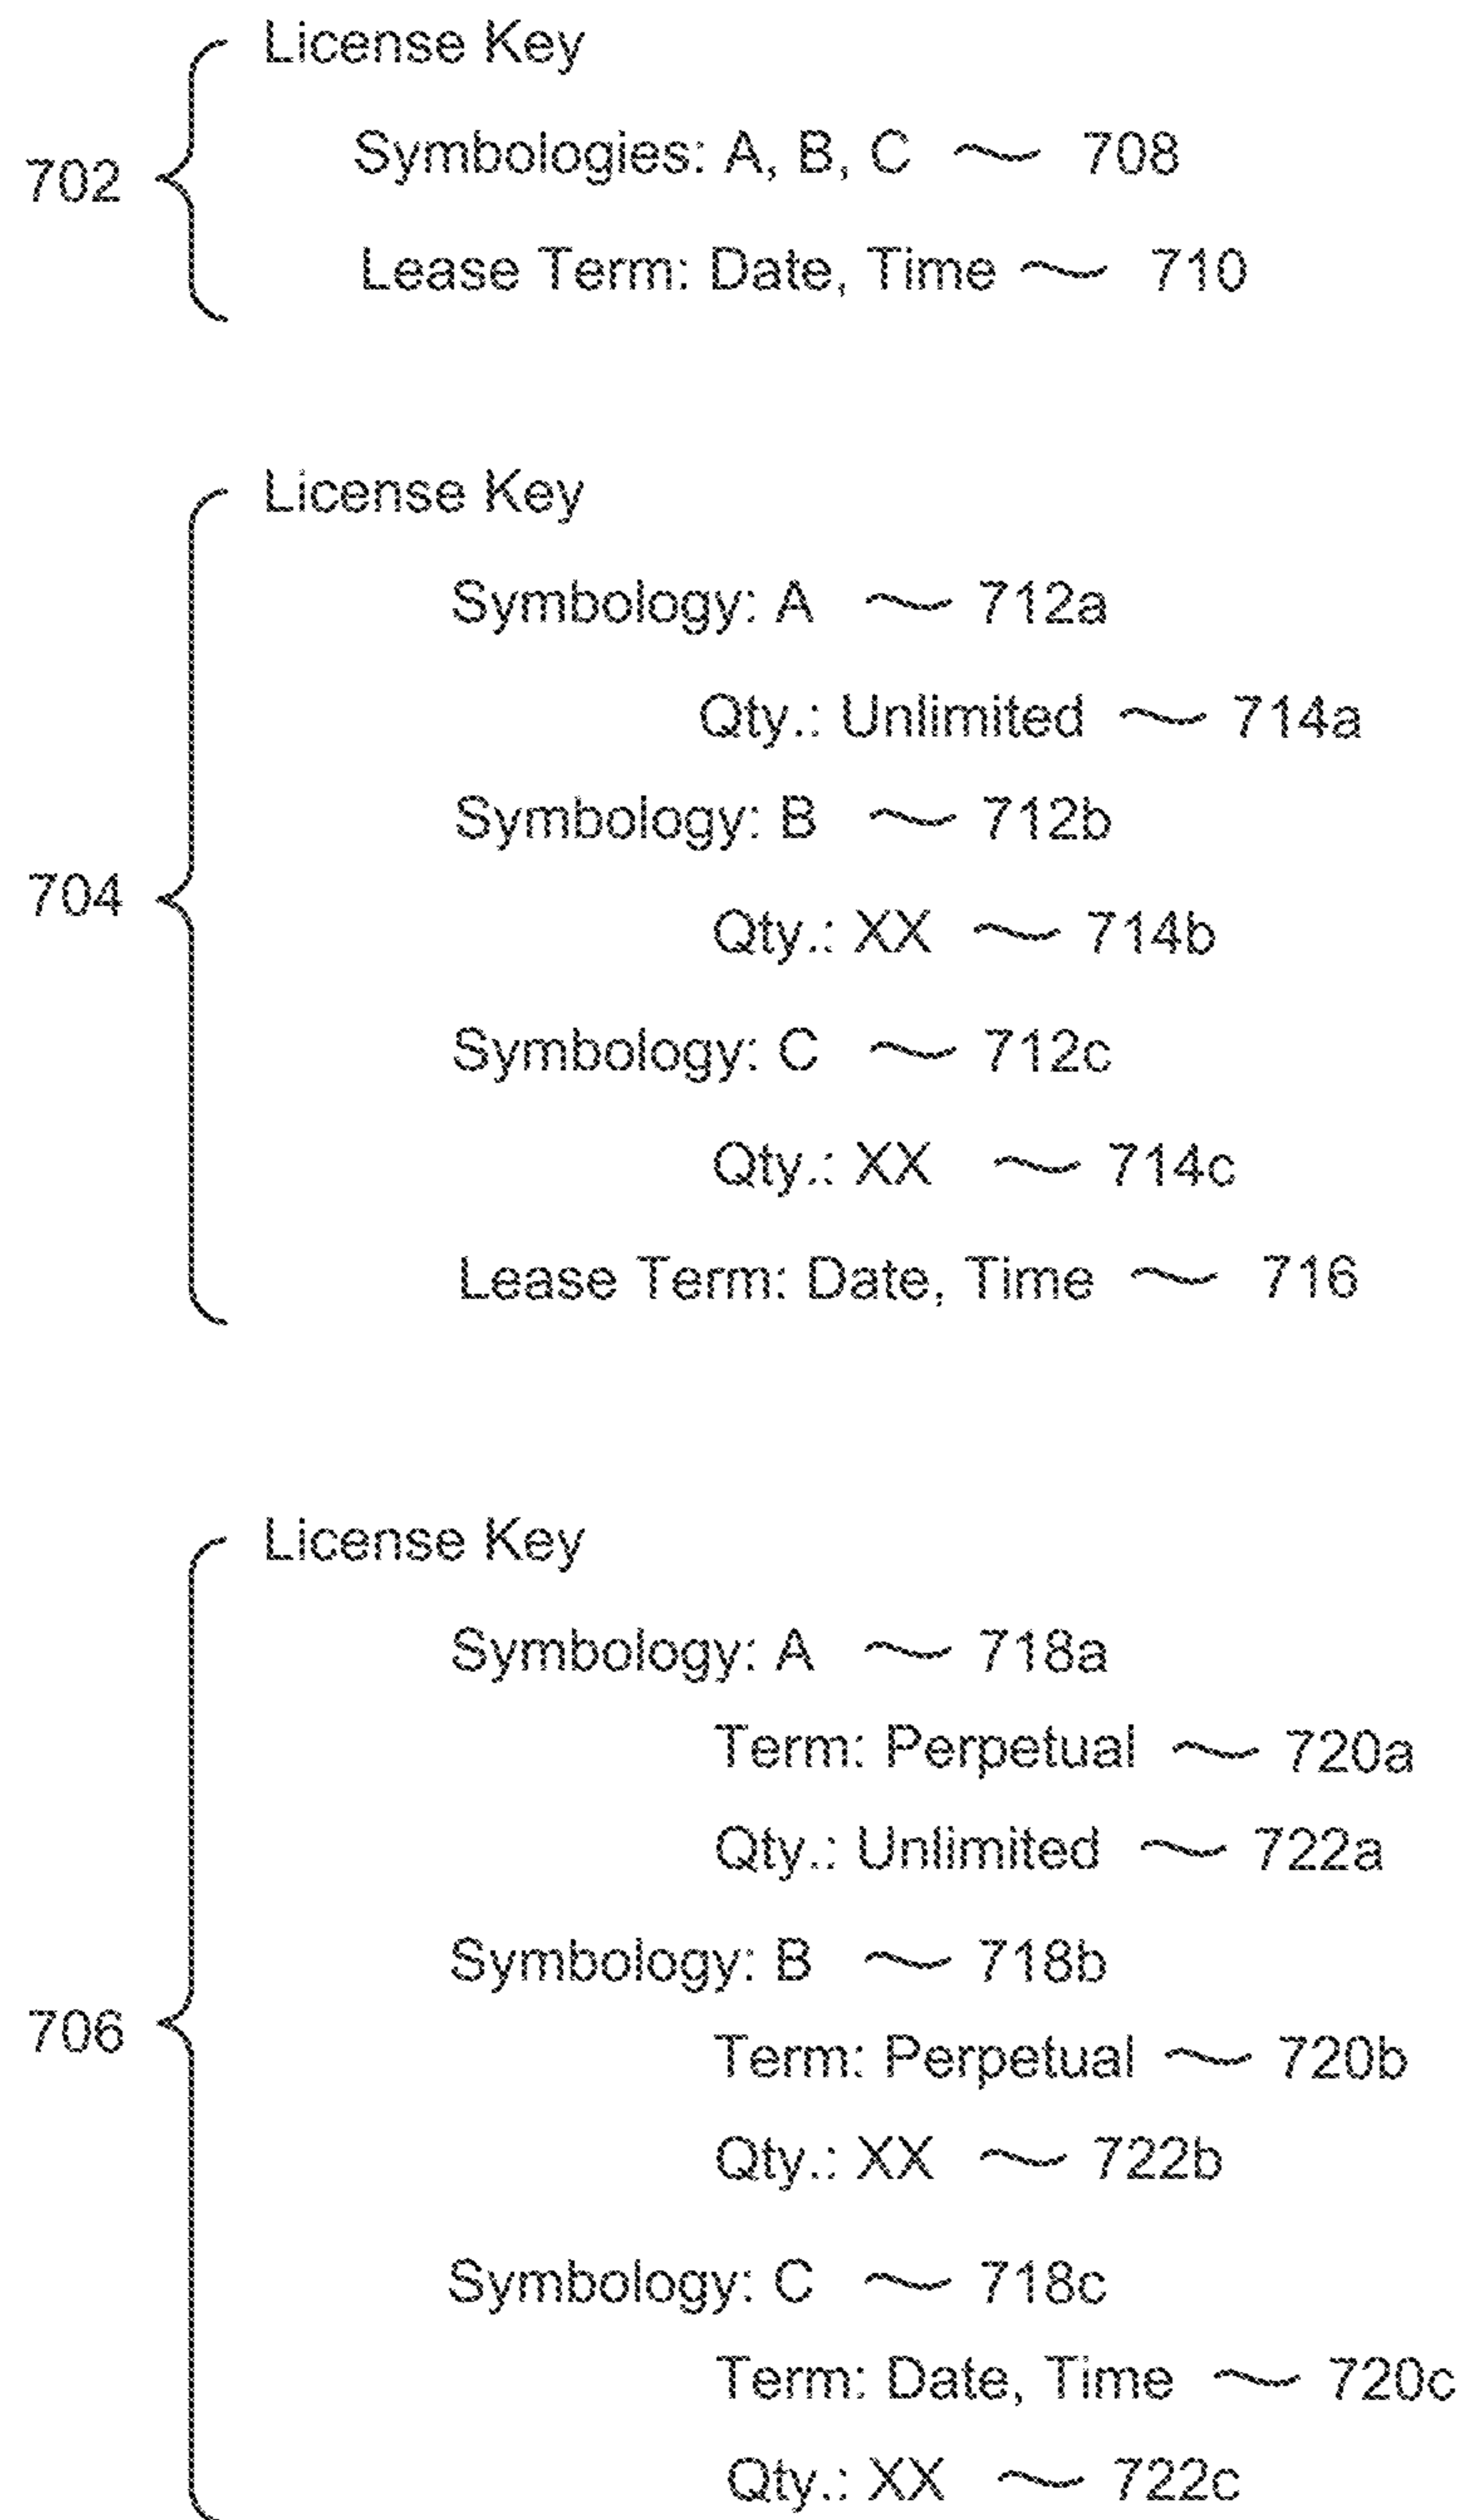 License Key
Symbologies: A, B, C ~ 708
702
Lease Term: Date, Time ~ 710
License Key
Symbology: A ~ 712a
Qty.: Unlimited ~ 714a
Symbology: B ~ 712b
704
Qty.: XX ~ 714b
Symbology: C ~ 712c
Qty.: XX ~ 714c
Lease Term: Date, Time ~ 716
License Key
Symbology: A ~ 718a
Term: Perpetual ~ 720a
Qty.: Unlimited ~ 722a
Symbology: B ~ 718b
706
Term: Perpetual ~ 720b
Qty.: XX ~ 722b
Symbology: C ~ 718c
Term: Date, Time ~ 720c
Qty.: XX ~ 722c